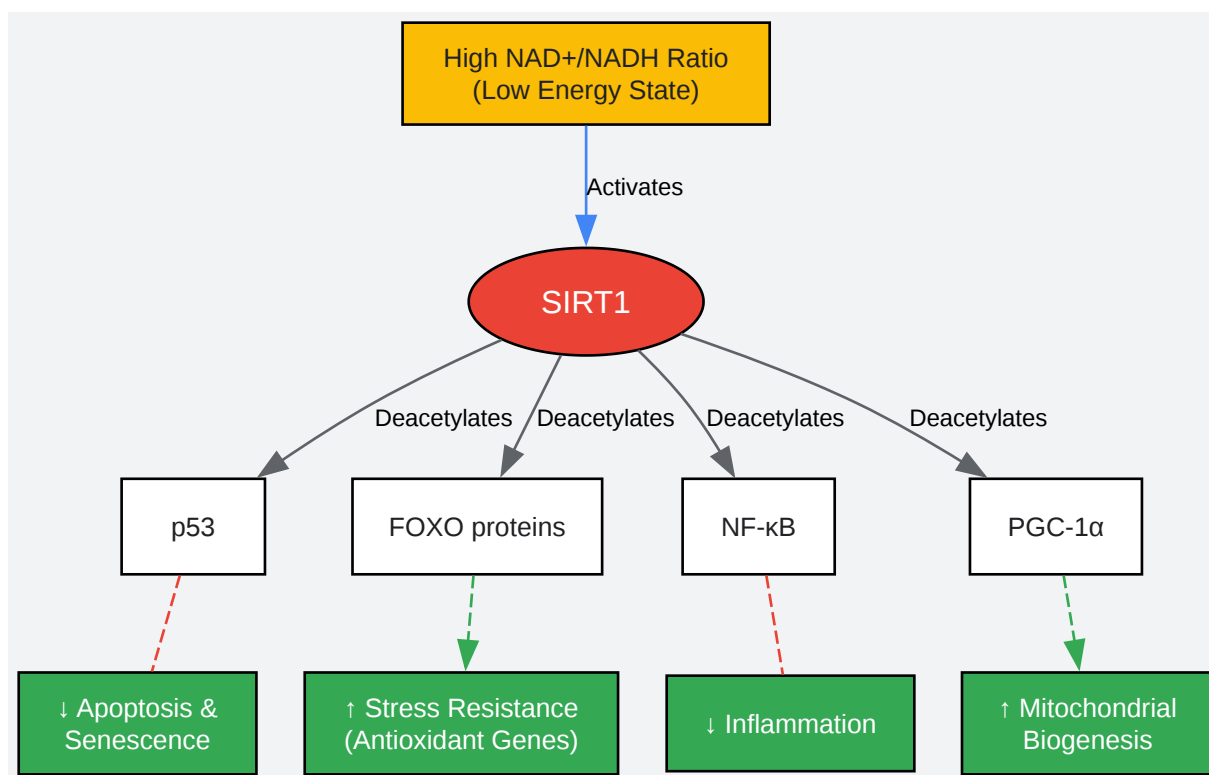 High NAD+/NADH Ratio
(Low Energy State)
Activates
SIRT1
Deacetylates
Deacetylates
Deacetylates
Deacetylates
p53
FOXO proteins
NF-κB
PGC-1α
↓ Apoptosis &
Senescence
↑ Stress Resistance
(Antioxidant Genes)
↓ Inflammation
↑ Mitochondrial
Biogenesis